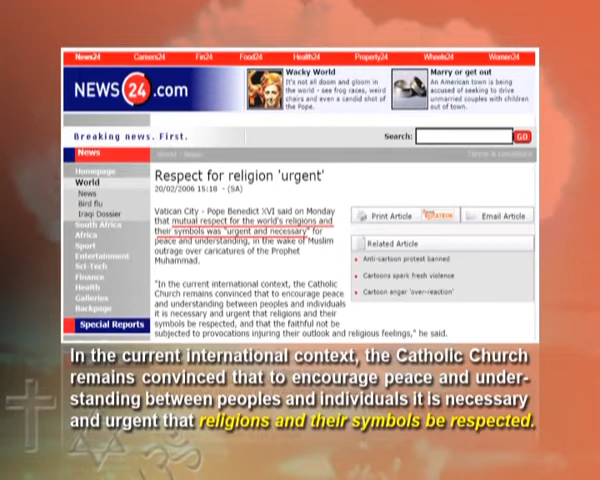 News24 Careers24 Fin24 Food24 Health24 Property24 Wheels24 Women24
NEWS 24 .com
Wacky World
It's not all doom and gloom in
the world - see frog races, weird
chairs and even a candid shot of
the Pope.
Marry or get out
An American town is being
accused of seeking to drive
unmarried couples with children
out of town.
Breaking news. First.
Search: GO
News
World : News
Terms & conditions
Homepage
World
News
Bird flu
Iraqi Dossier
South Africa
Africa
Sport
Entertainment
Sci-Tech
Finance
Health
Galleries
Backpage
Special Reports
Respect for religion 'urgent'
20/02/2006 15:18 - (SA)
Vatican City - Pope Benedict XVI said on Monday
that mutual respect for the world's religions and
their symbols was "urgent and necessary" for
peace and understanding, in the wake of Muslim
outrage over caricatures of the Prophet
Muhammad.
"In the current international context, the Catholic
Church remains convinced that to encourage peace
and understanding between peoples and individuals
it is necessary and urgent that religions and their
symbols be respected, and that the faithful not be
subjected to provocations injuring their outlook and religious feelings," he said.
Print Article
Email Article
Related Article
Anti-cartoon protest banned
Cartoons spark fresh violence
Cartoon anger 'over-reaction'
In the current international context, the Catholic Church
remains convinced that to encourage peace and under-
standing between peoples and individuals it is necessary
and urgent that religions and their symbols be respected.